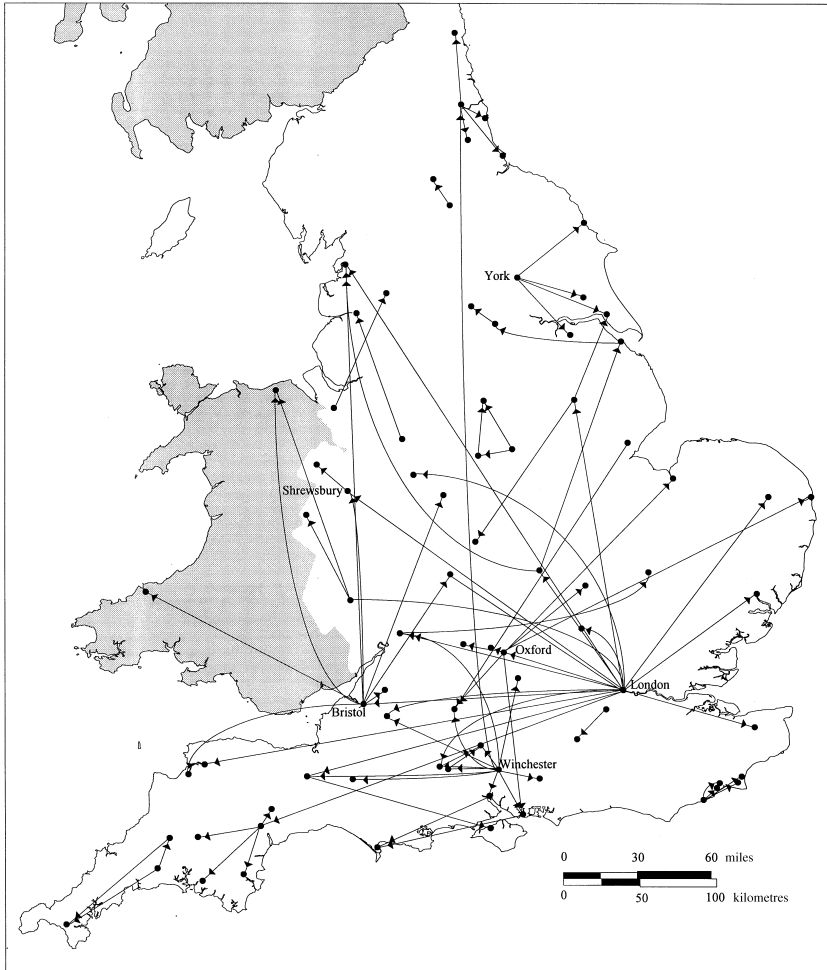 York
Shrewsbury
Oxford
London
Bristol
Winchester
0 30 60 miles
0 50 100 kilometres